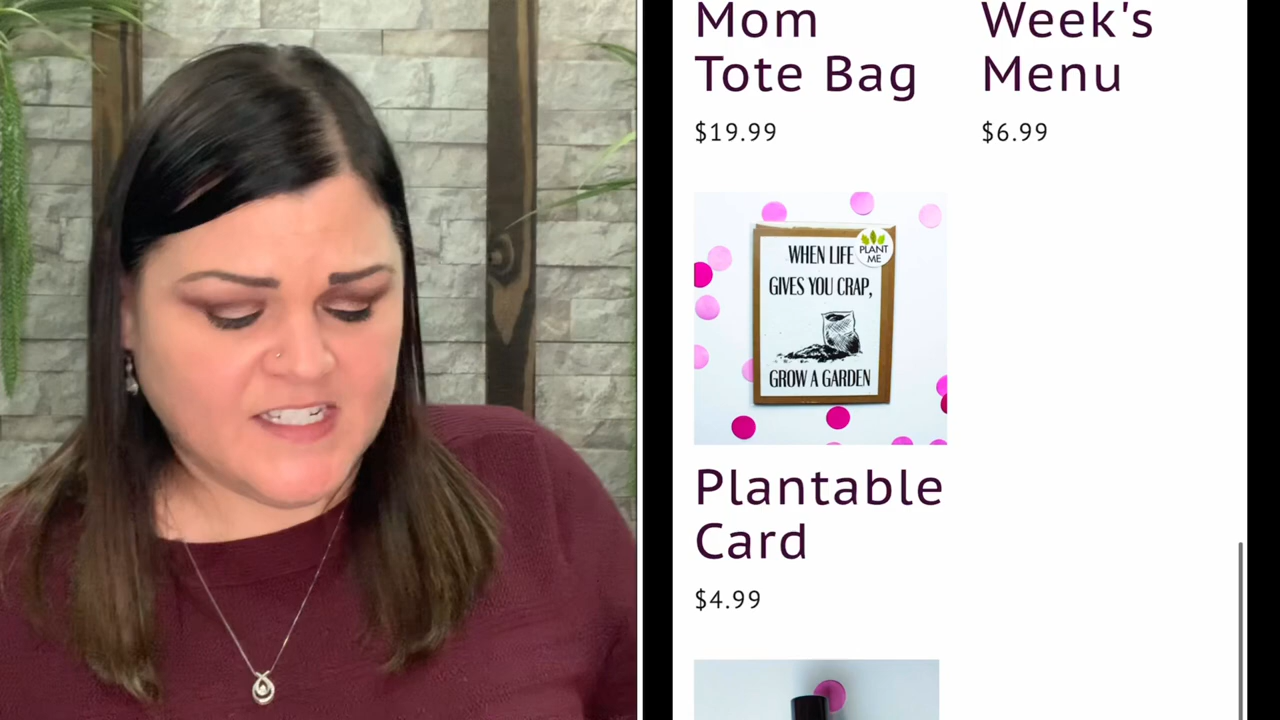 Mom
Tote Bag
$19.99
Week's
Menu
$6.99
WHEN LIFE
PLANT
ME
GIVES YOU CRAP,
GROW A GARDEN
Plantable
Card
$4.99